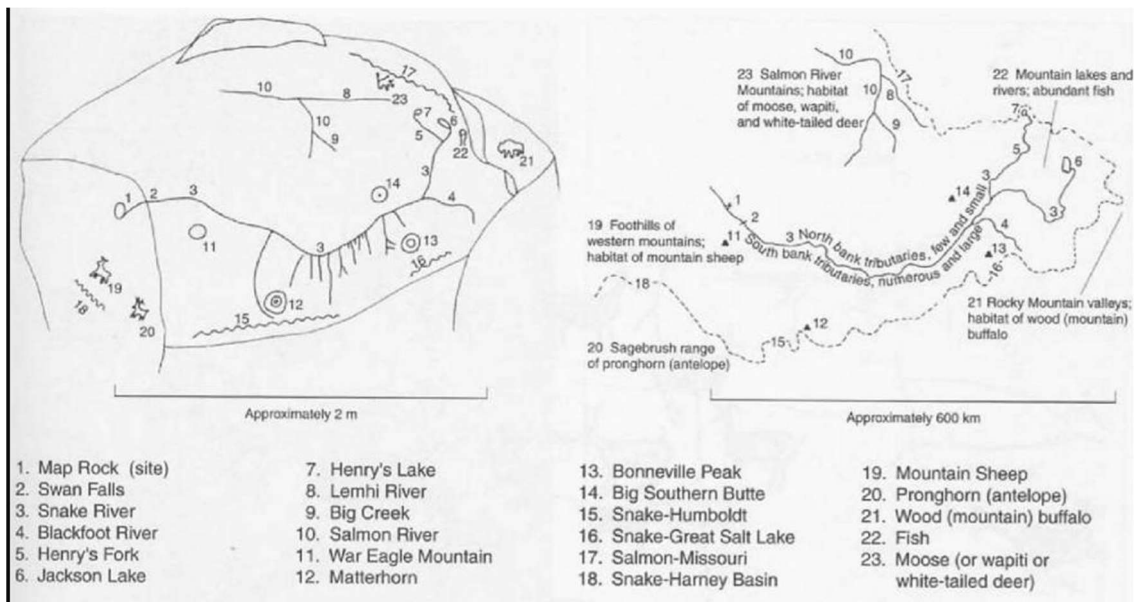 17
10
8
23
10
9
7
6
5
22
21
3
14
4
1
2
3
11
3
13
16
12
19
18
20
15
Approximately 2 m
10
17
23 Salmon River
Mountains; habitat
of moose, wapiti,
and white-tailed deer
10
8
9
22 Mountain lakes and
rivers; abundant fish
7
5
6
3
14
3
1
2
4
19 Foothills of
western mountains;
habitat of mountain sheep
11
3 North bank tributaries, few and small
South bank tributaries, numerous and large
13
16
18
21 Rocky Mountain valleys;
habitat of wood (mountain)
buffalo
12
20 Sagebrush range
of pronghorn (antelope)
15
Approximately 600 km
1. Map Rock (site)
2. Swan Falls
3. Snake River
4. Blackfoot River
5. Henry's Fork
6. Jackson Lake
7. Henry's Lake
8. Lemhi River
9. Big Creek
10. Salmon River
11. War Eagle Mountain
12. Matterhorn
13. Bonneville Peak
14. Big Southern Butte
15. Snake-Humboldt
16. Snake-Great Salt Lake
17. Salmon-Missouri
18. Snake-Harney Basin
19. Mountain Sheep
20. Pronghorn (antelope)
21. Wood (mountain) buffalo
22. Fish
23. Moose (or wapiti or
white-tailed deer)